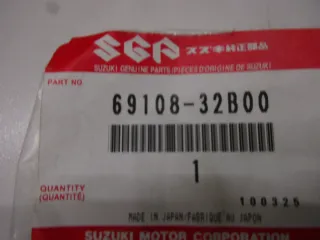 SGP スズキ純正部品
SUZUKI GENUINE PARTS (PIECES D'ORIGINE DE SUZUKI)
PART NO.
69108-32B00
1
QUANTITY
(QUANTITÉ)
100325
MADE IN JAPAN/FABRIQUÉ AU JAPON
SUZUKI MOTOR CORPORATION